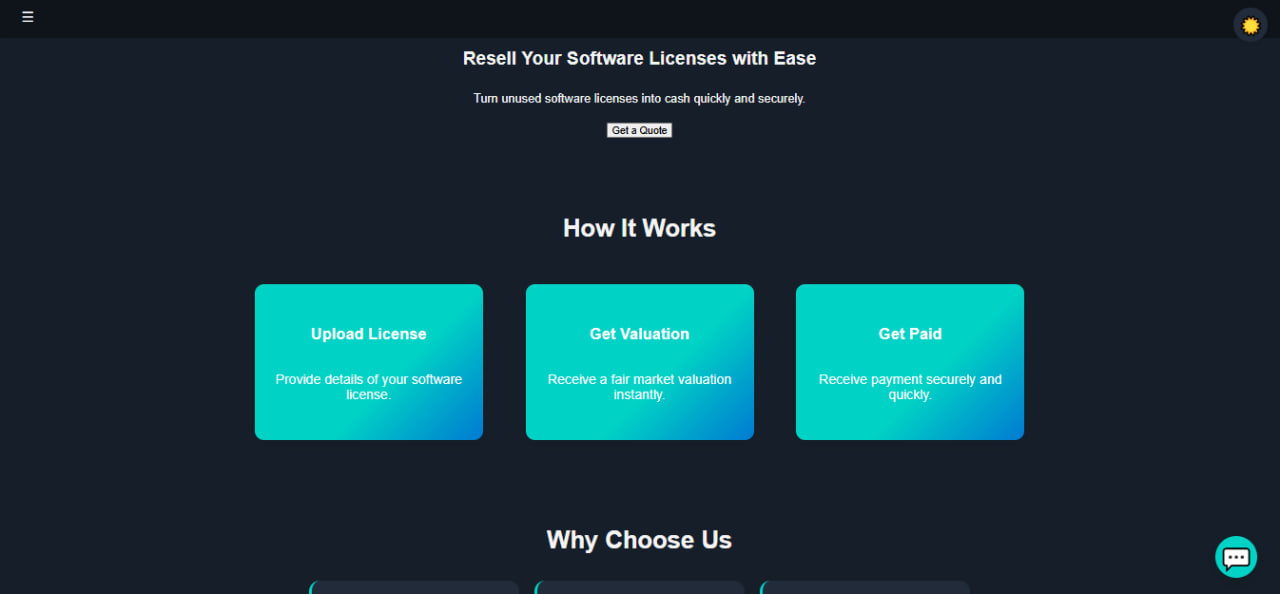 ☰
Resell Your Software Licenses with Ease
Turn unused software licenses into cash quickly and securely.
Get a Quote
How It Works
Upload License
Provide details of your software
license.
Get Valuation
Receive a fair market valuation
instantly.
Get Paid
Receive payment securely and
quickly.
Why Choose Us